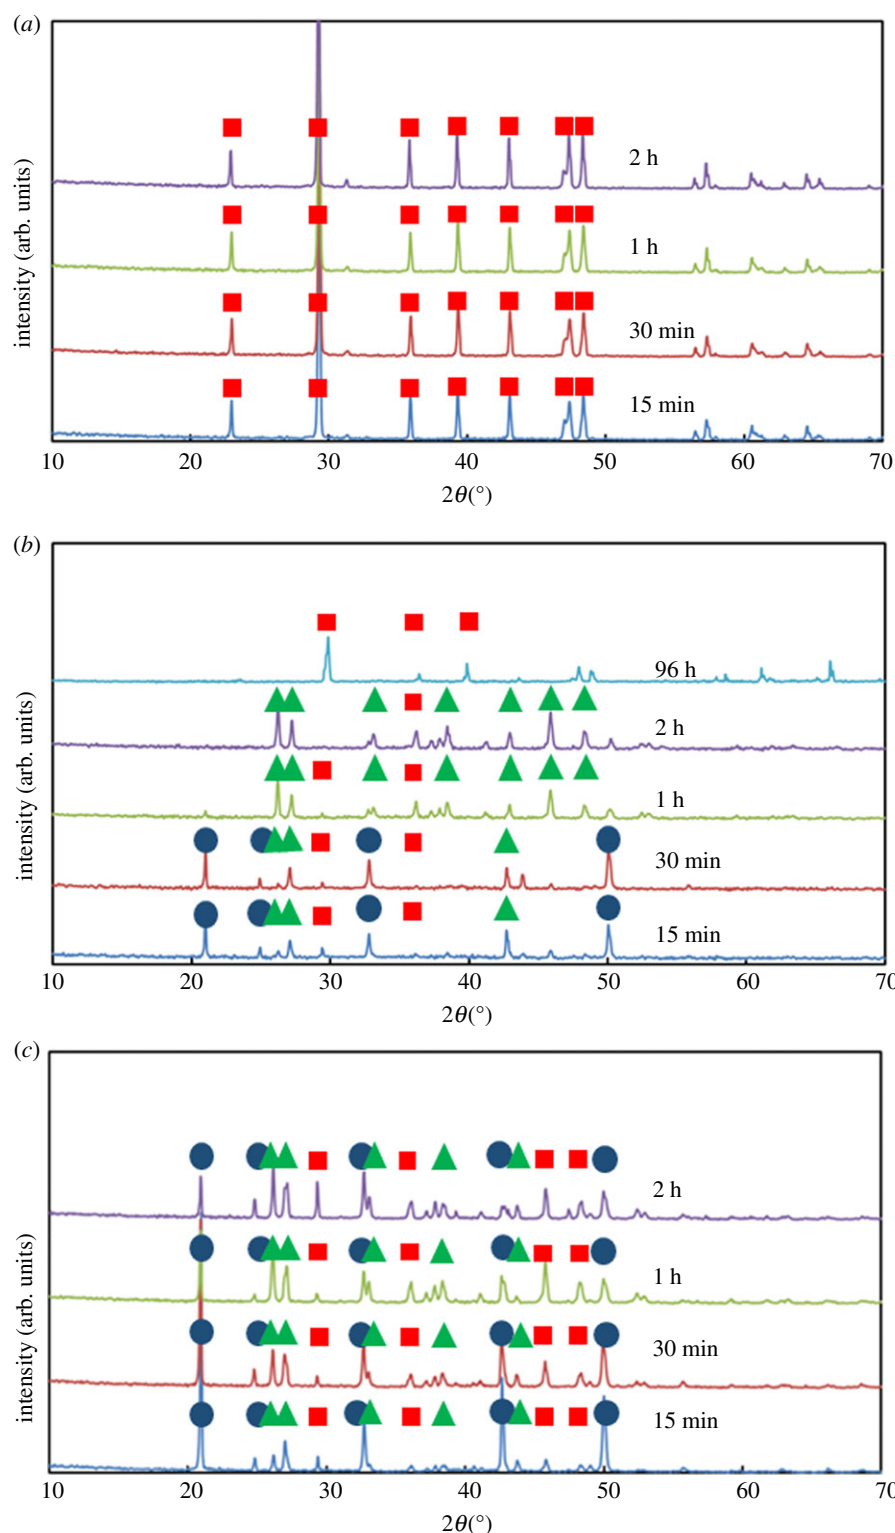 (a)
intensity (arb. units)
2 h
1 h
30 min
15 min
10 20 30 40 50 60 70
2θ(°)
(b)
intensity (arb. units)
96 h
2 h
1 h
30 min
15 min
10 20 30 40 50 60 70
2θ(°)
(c)
intensity (arb. units)
2 h
1 h
30 min
15 min
10 20 30 40 50 60 70
2θ(°)